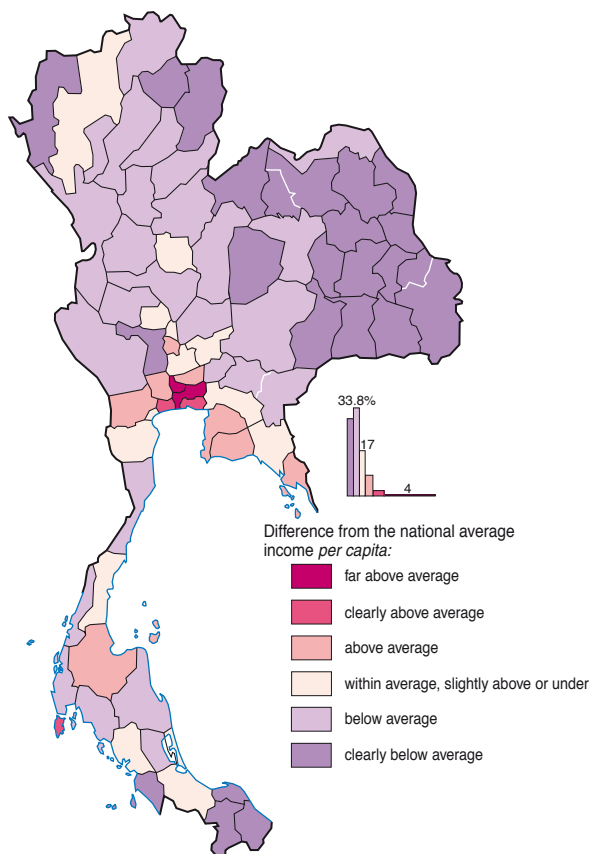 33.8%
17
4
Difference from the national average
income per capita:
far above average
clearly above average
above average
within average, slightly above or under
below average
clearly below average